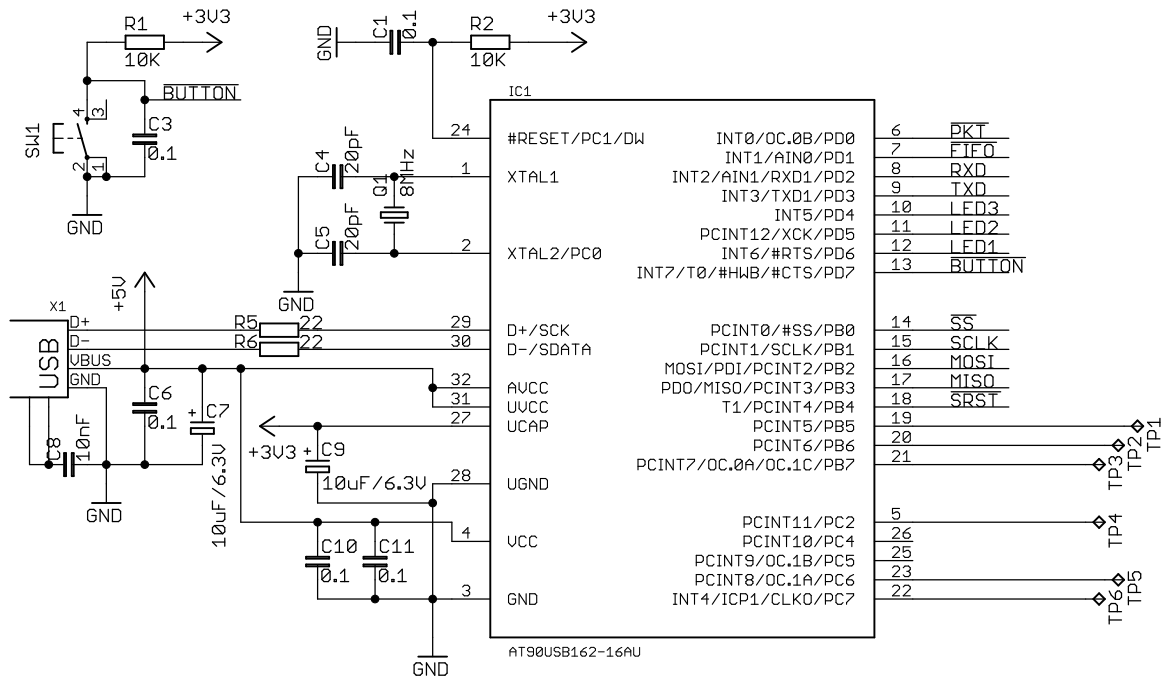 +3V3
R1
10K
BUTTON
SW1
4 3
2 1
C3
0.1
GND
GND
C1
0.1
R2
10K
+3V3
IC1
24 #RESET/PC1/DW
1 XTAL1
2 XTAL2/PC0
29 D+/SCK
30 D-/SDATA
32 AVCC
31 UVCC
27 UCAP
28 UGND
4 VCC
3 GND
INT0/OC.0B/PD0 6 PKT
INT1/AIN0/PD1 7 FIFO
INT2/AIN1/RXD1/PD2 8 RXD
INT3/TXD1/PD3 9 TXD
INT5/PD4 10 LED3
PCINT12/XCK/PD5 11 LED2
INT6/#RTS/PD6 12 LED1
INT7/T0/#HWB/#CTS/PD7 13 BUTTON
PCINT0/#SS/PB0 14 SS
PCINT1/SCLK/PB1 15 SCLK
MOSI/PDI/PCINT2/PB2 16 MOSI
PDO/MISO/PCINT3/PB3 17 MISO
T1/PCINT4/PB4 18 SRST
PCINT5/PB5 19 TP1
PCINT6/PB6 20 TP2
PCINT7/OC.0A/OC.1C/PB7 21 TP3
PCINT11/PC2 5 TP4
PCINT10/PC4 26
PCINT9/OC.1B/PC5 25
PCINT8/OC.1A/PC6 23 TP5
INT4/ICP1/CLKO/PC7 22 TP6
AT90USB162-16AU
C4
20pF
Q1
8MHz
C5
20pF
GND
+5V
X1
USB
D+
D-
VBUS
GND
R5 22
R6 22
C6
0.1
+
C7
10uF/6.3V
C8
10nF
GND
+3V3
+
C9
10uF/6.3V
C10
0.1
C11
0.1
GND